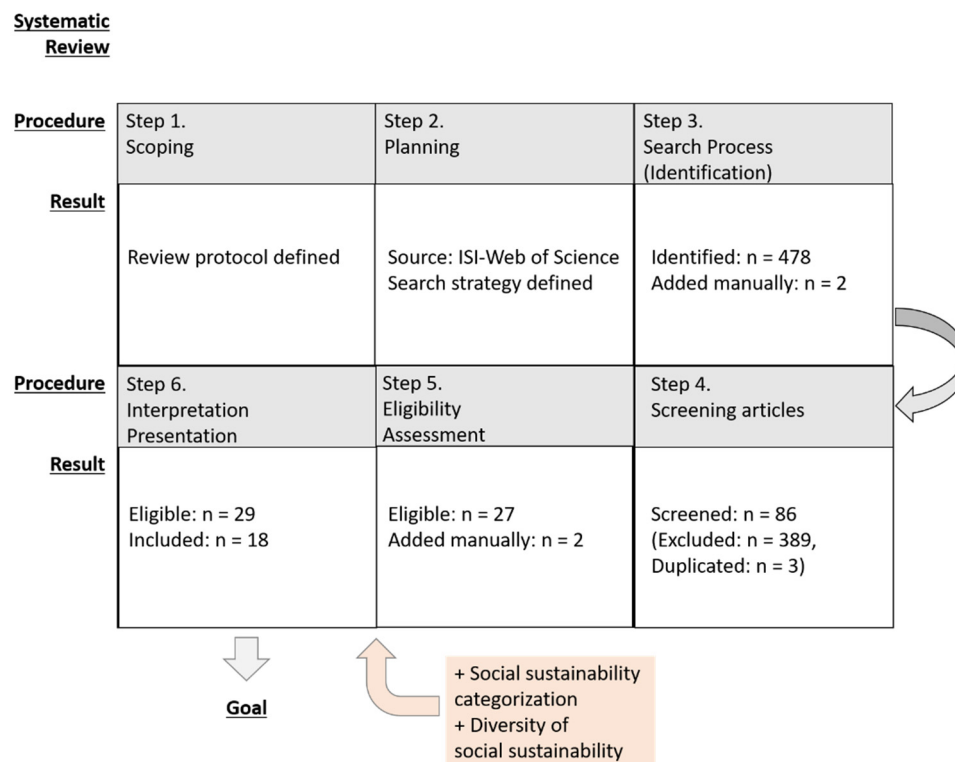 Systematic
Review
Procedure
Step 1.
Scoping
Step 2.
Planning
Step 3.
Search Process
(Identification)
Result
Review protocol defined
Source: ISI-Web of Science
Search strategy defined
Identified: n = 478
Added manually: n = 2
Procedure
Step 6.
Interpretation
Presentation
Step 5.
Eligibility
Assessment
Step 4.
Screening articles
Result
Eligible: n = 29
Included: n = 18
Eligible: n = 27
Added manually: n = 2
Screened: n = 86
(Excluded: n = 389,
Duplicated: n = 3)
Goal
+ Social sustainability
categorization
+ Diversity of
social sustainability